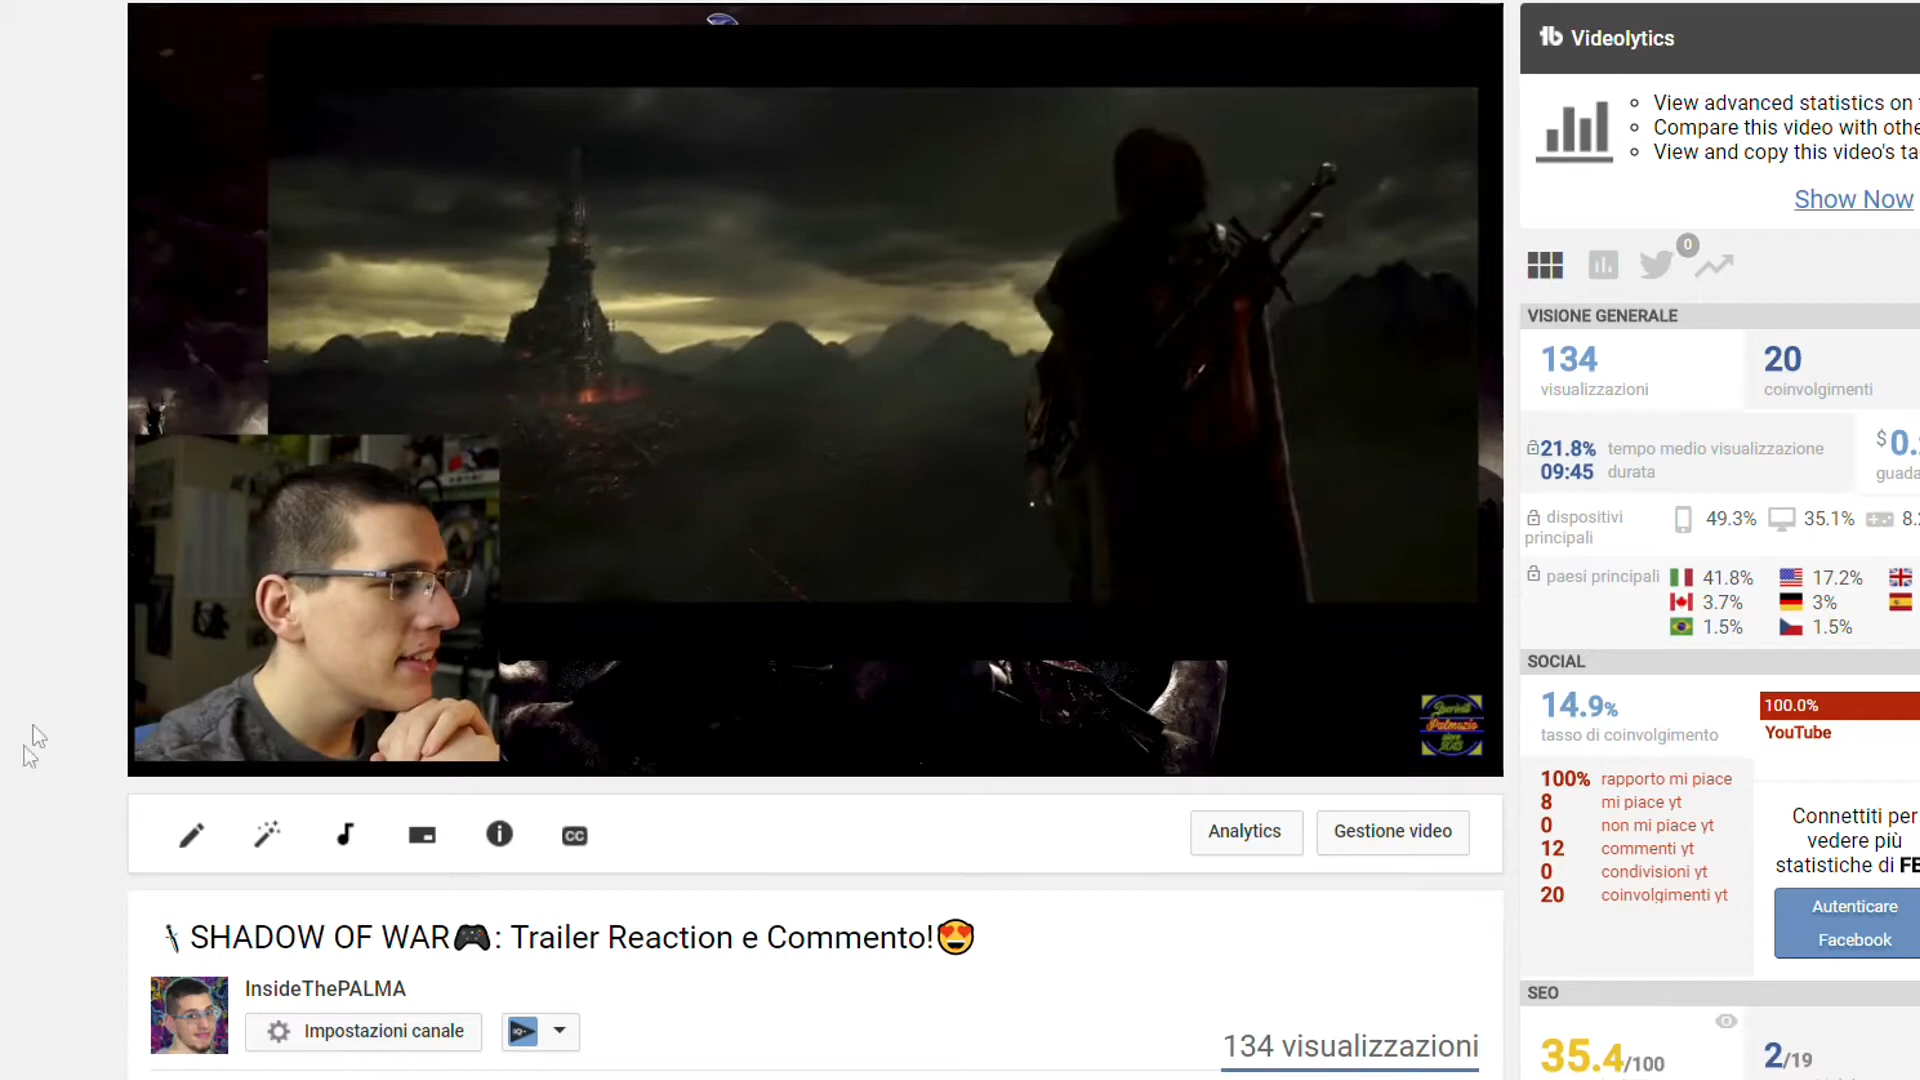 Videolytics
View advanced statistics on
Compare this video with othe
View and copy this video's ta
Show Now
0
VISIONE GENERALE
134
visualizzazioni
20
coinvolgimenti
21.8% tempo medio visualizzazione
09:45 durata
$0.
guada
dispositivi
principali
49.3% 35.1% 8.
paesi principali
41.8% 17.2%
3.7% 3%
1.5% 1.5%
SOCIAL
14.9%
tasso di coinvolgimento
100.0%
YouTube
100% rapporto mi piace
8 mi piace yt
0 non mi piace yt
12 commenti yt
0 condivisioni yt
20 coinvolgimenti yt
Connettiti per
vedere più
statistiche di FE
Autenticare
Facebook
SEO
35.4/100
2/19
CC
Analytics
Gestione video
SHADOW OF WAR🎮: Trailer Reaction e Commento!😍
InsideThePALMA
Impostazioni canale
134 visualizzazioni